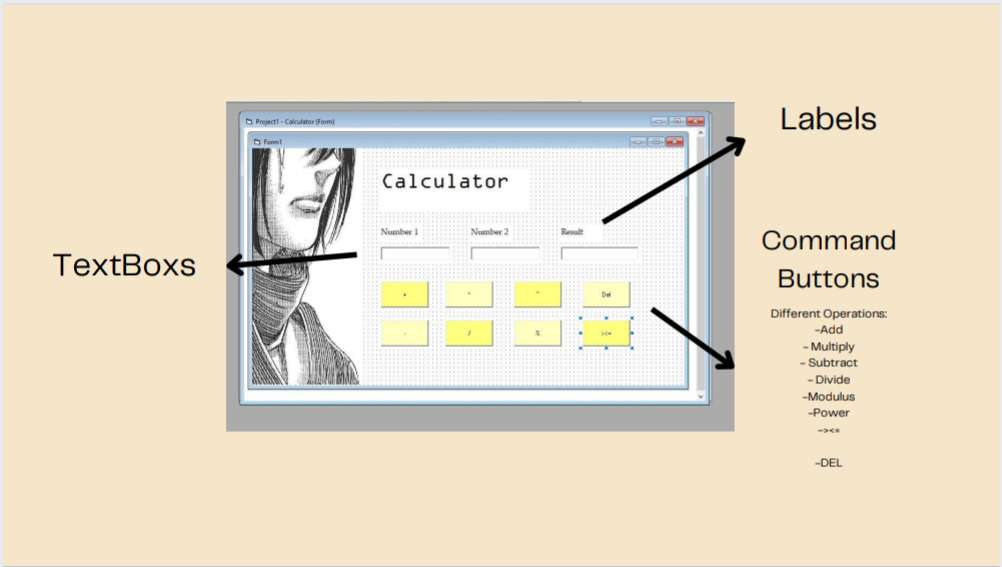 Labels
Project1 - Calculator (Form)
Form1
Calculator
Number 1 Number 2 Result
TextBoxs
Command
Buttons
+ * ^ Del
- / % ><=
Different Operations:
-Add
- Multiply
- Subtract
- Divide
-Modulus
-Power
-><=
-DEL